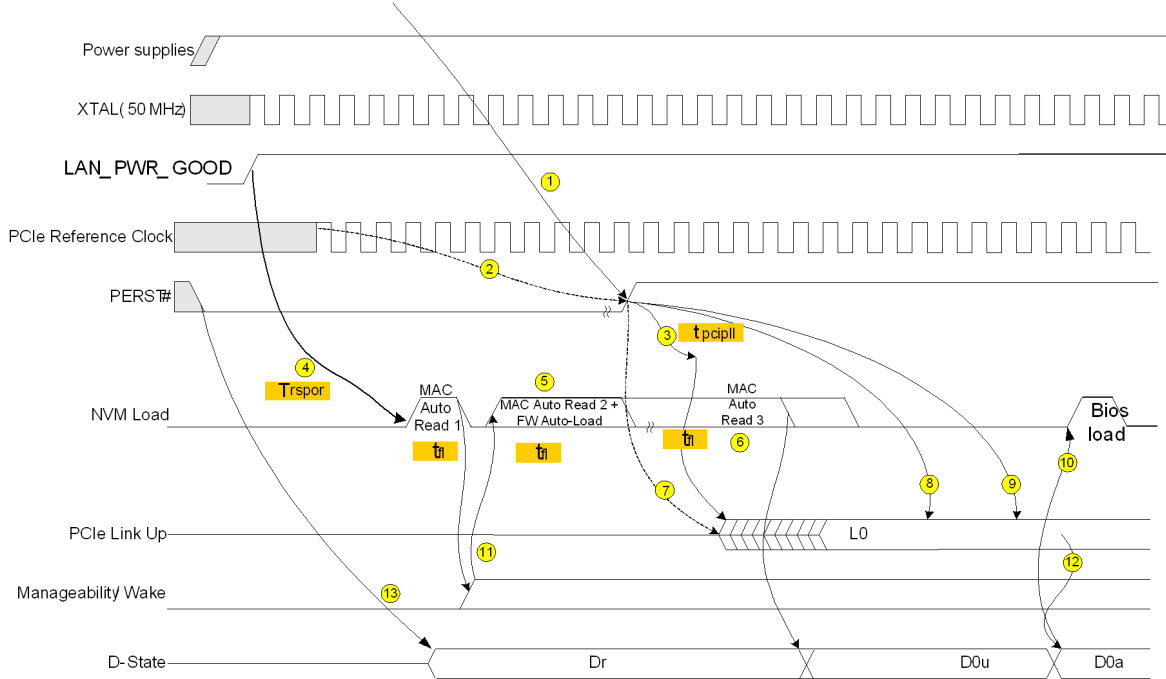 Power supplies
XTAL( 50 MHz)
LAN_PWR_GOOD
1
PCIe Reference Clock
2
PERST#
3
t pcipll
4
Trspor
5
MAC
Auto
Read 1
MAC Auto Read 2 +
FW Auto-Load
MAC
Auto
Read 3
NVM Load
Bios
load
tfl
tfl
tfl
6
10
7
8
9
PCIe Link Up
L0
11
12
Manageability/ Wake
13
D-State
Dr
D0u
D0a